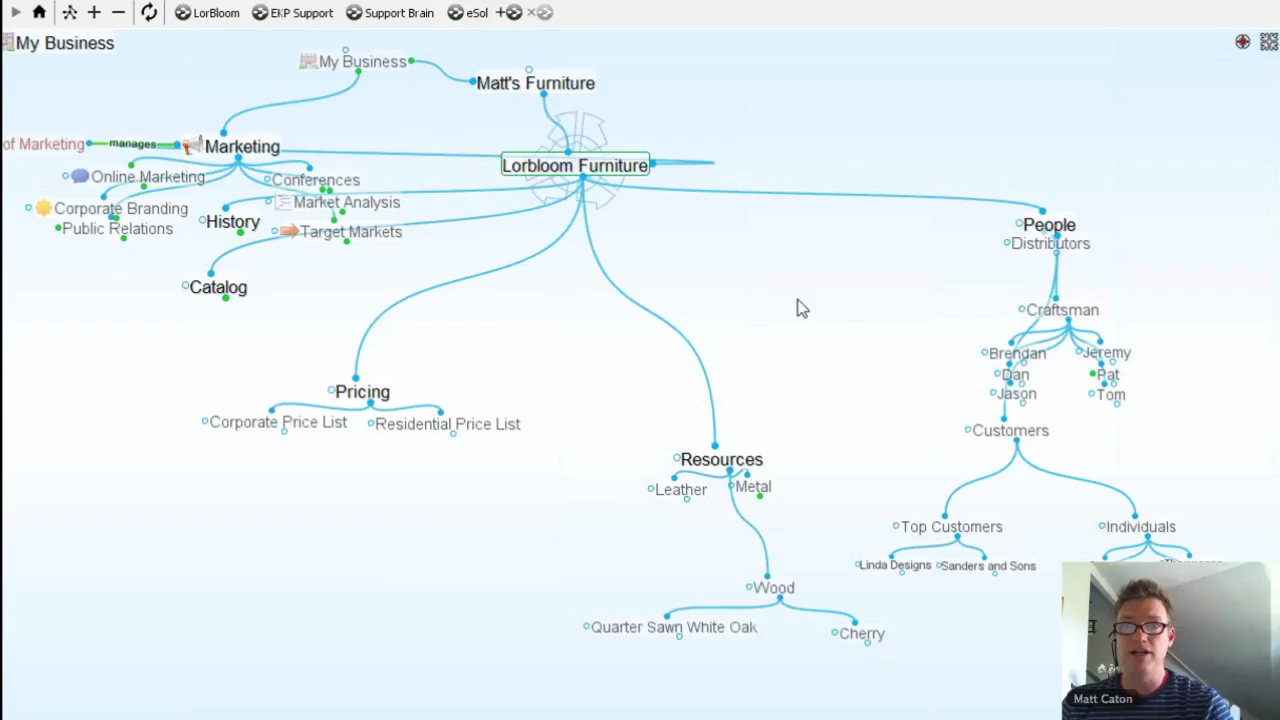 LorBloom EKP Support Support Brain eSol
My Business
My Business
Matt's Furniture
of Marketing manages Marketing
Lorbloom Furniture
Online Marketing
Conferences
Corporate Branding
Market Analysis
Public Relations
History
Target Markets
Catalog
People
Distributors
Craftsman
Brendan
Jeremy
Dan
Pat
Jason
Tom
Customers
Pricing
Corporate Price List
Residential Price List
Resources
Leather
Metal
Top Customers
Individuals
Linda Designs
Sanders and Sons
Wood
Quarter Sawn White Oak
Cherry
Matt Caton